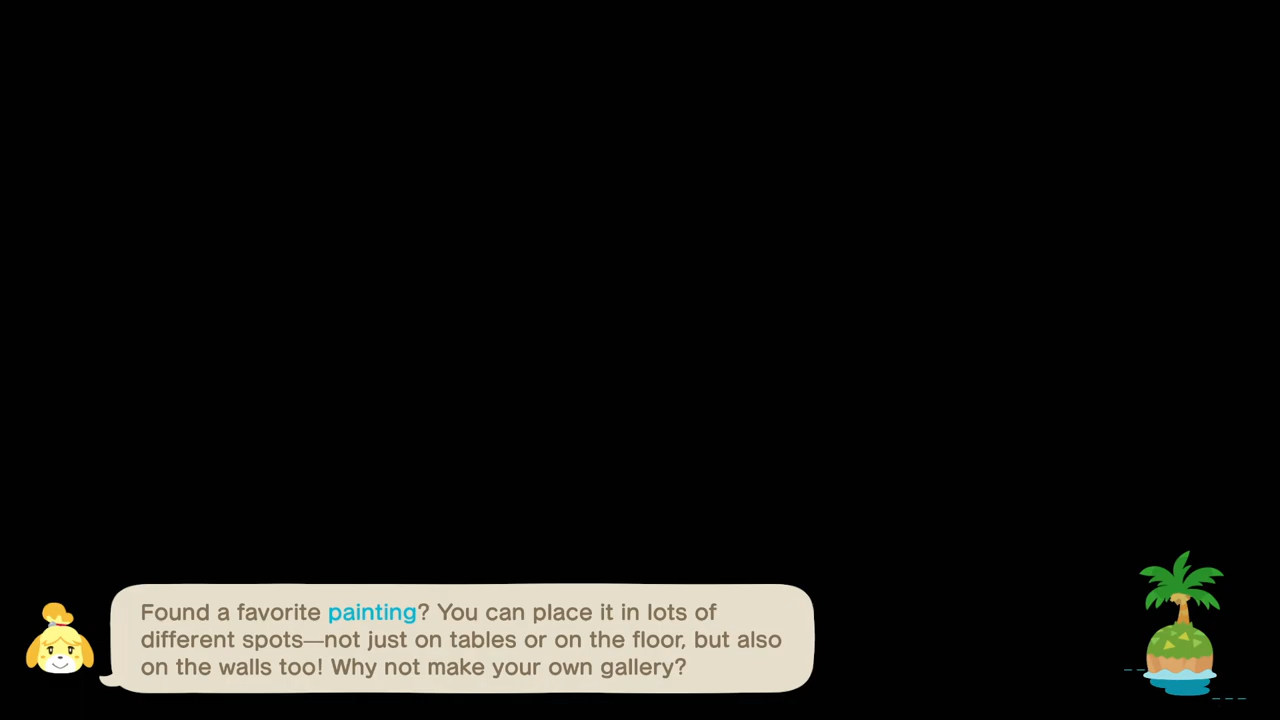 Found a favorite painting? You can place it in lots of
different spots—not just on tables or on the floor, but also
on the walls too! Why not make your own gallery?